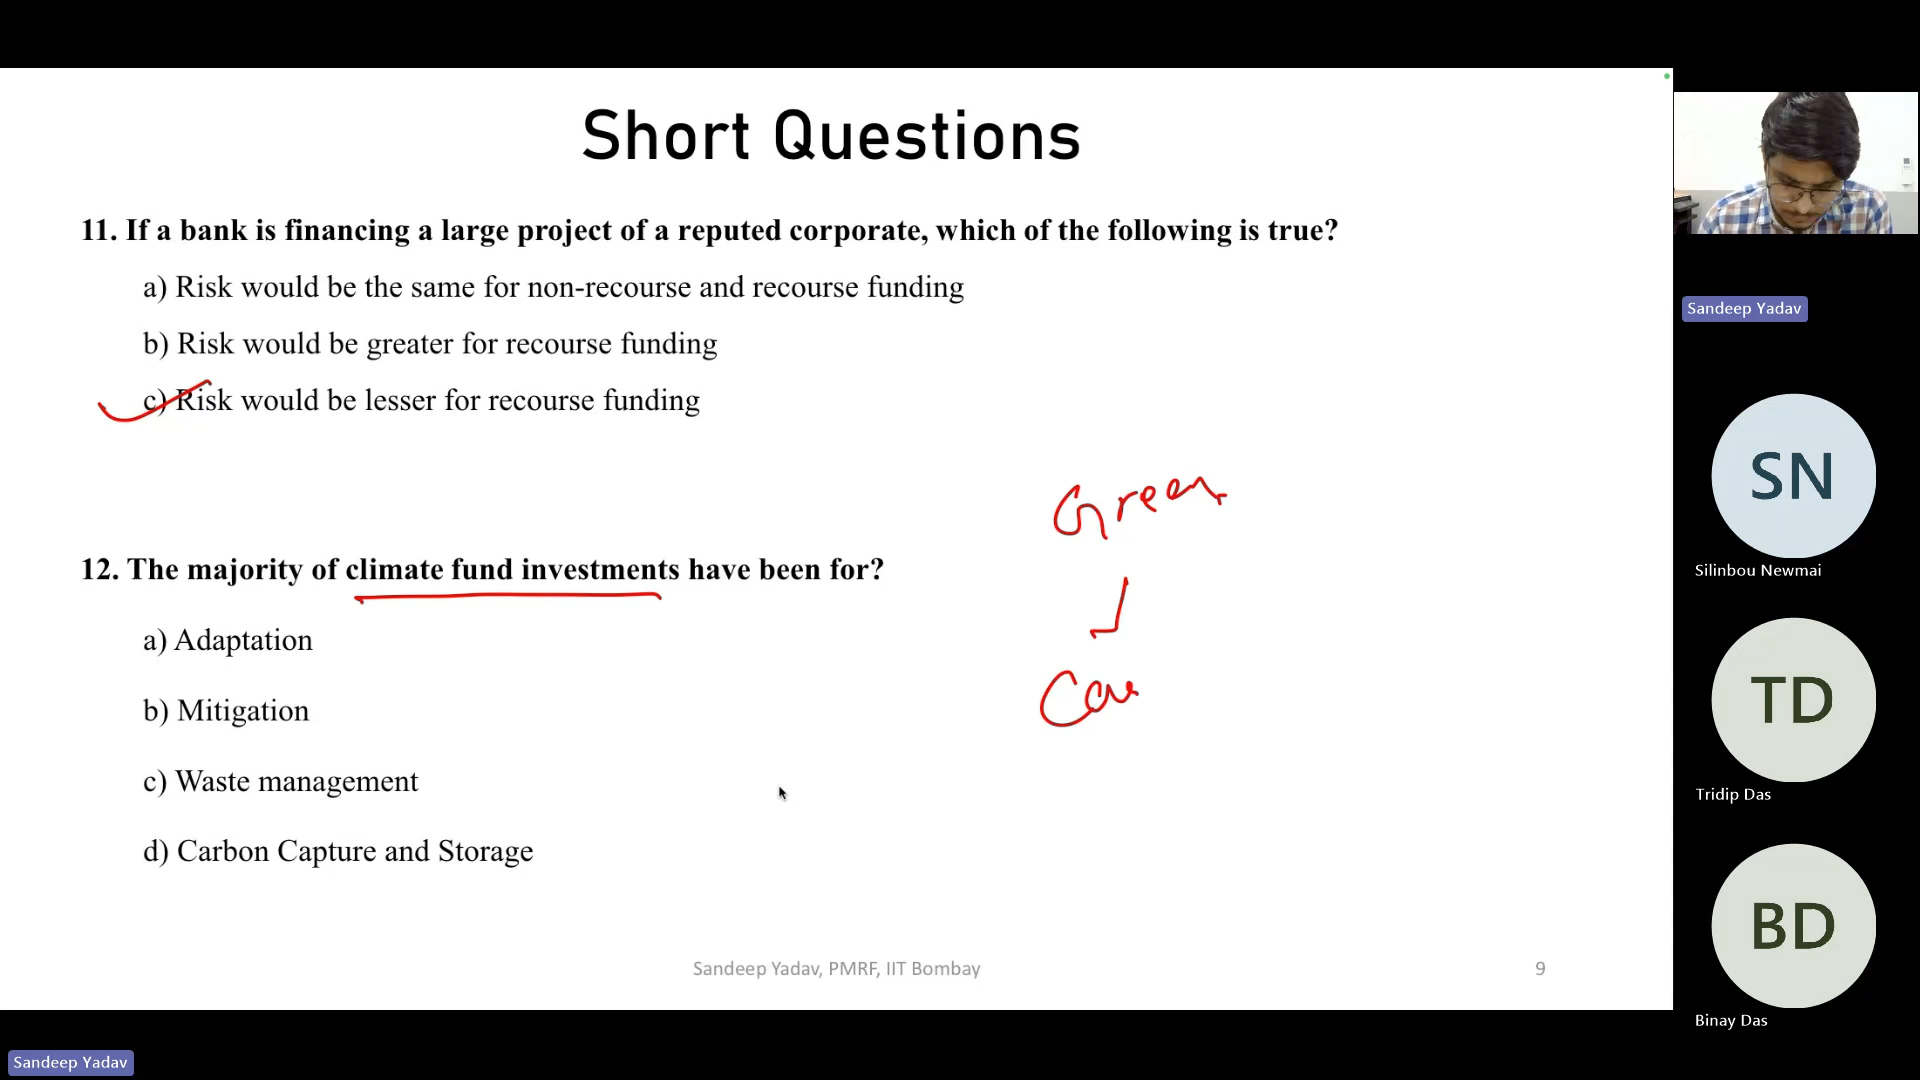 Short Questions
11. If a bank is financing a large project of a reputed corporate, which of the following is true?
a) Risk would be the same for non-recourse and recourse funding
b) Risk would be greater for recourse funding
c) Risk would be lesser for recourse funding
Green
12. The majority of climate fund investments have been for?
a) Adaptation
b) Mitigation
c) Waste management
d) Carbon Capture and Storage
Sandeep Yadav, PMRF, IIT Bombay
9
Sandeep Yadav
SN
Silinbou Newmai
TD
Tridip Das
BD
Binay Das
Sandeep Yadav